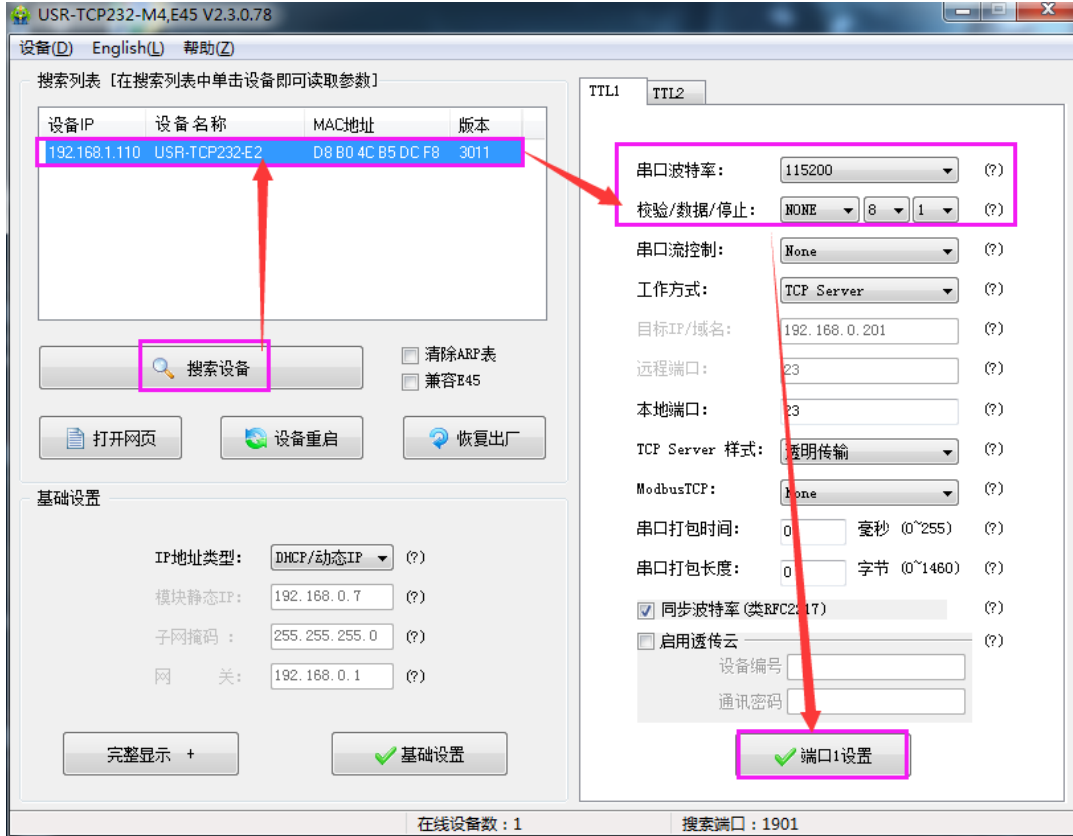 USR-TCP232-M4,E45 V2.3.0.78
设备(D) English(L) 帮助(Z)
搜索列表 [在搜索列表中单击设备即可读取参数]
设备IP 设备名称 MAC地址 版本
192.168.1.110 USR-TCP232-E2 D8 B0 4C B5 DC F8 3011
搜索设备
清除ARP表
兼容E45
打开网页 设备重启 恢复出厂
基础设置
IP地址类型: DHCP/动态IP (?)
模块静态IP: 192.168.0.7 (?)
子网掩码 : 255.255.255.0 (?)
网 关: 192.168.0.1 (?)
完整显示 + 基础设置
TTL1 TTL2
串口波特率: 115200 (?)
校验/数据/停止: NONE 8 1 (?)
串口流控制: None (?)
工作方式: TCP Server (?)
目标IP/域名: 192.168.0.201 (?)
远程端口: 23 (?)
本地端口: 23 (?)
TCP Server 样式: 透明传输 (?)
ModbusTCP: None (?)
串口打包时间: 0 毫秒 (0~255) (?)
串口打包长度: 0 字节 (0~1460) (?)
同步波特率(类RFC2217) (?)
启用透传云 (?)
设备编号
通讯密码
端口1设置
在线设备数：1 搜索端口：1901